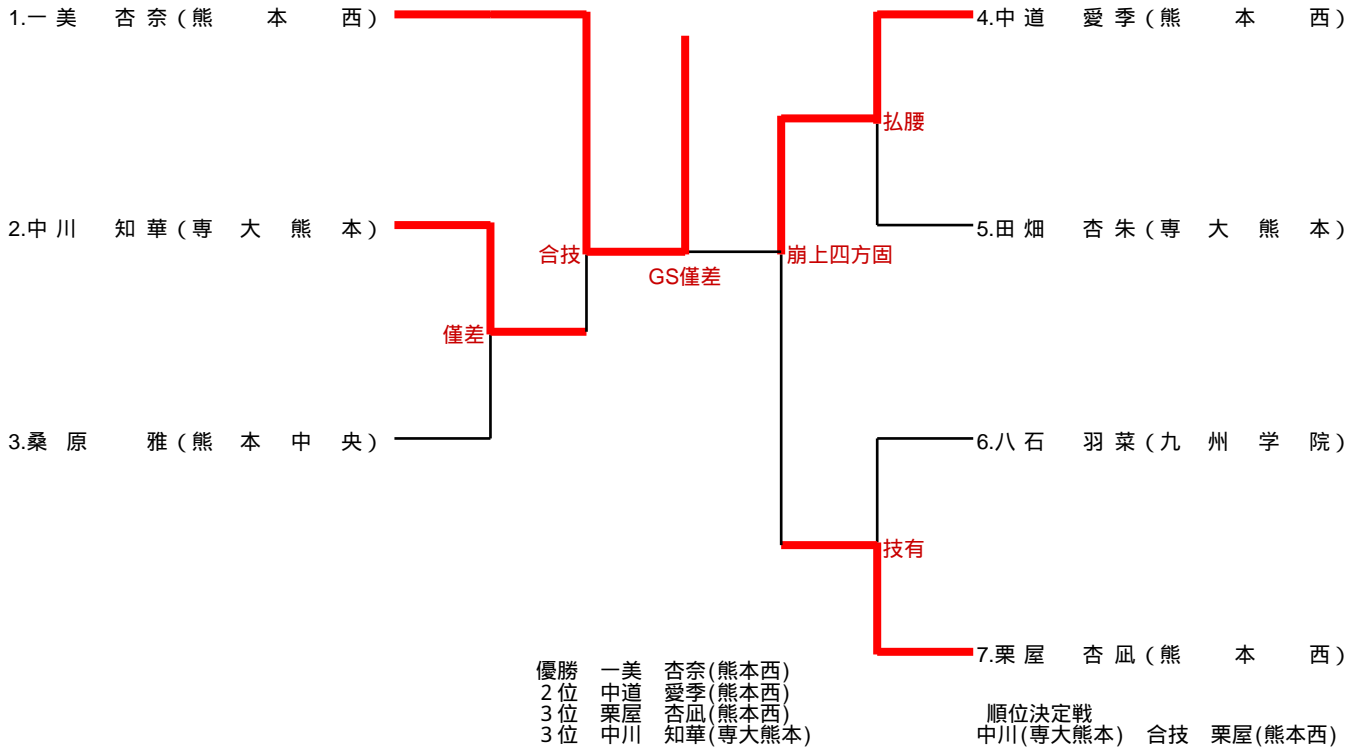 1.一美 杏奈(熊本西)
4.中道 愛季(熊本西)
払腰
2.中川 知華(専大熊本)
5.田畑 杏朱(専大熊本)
合技
崩上四方固
GS僅差
僅差
3.桑原 雅(熊本中央)
6.八石 羽菜(九州学院)
技有
7.栗屋 杏凪(熊本西)
優勝 一美 杏奈(熊本西)
2位 中道 愛季(熊本西)
3位 栗屋 杏凪(熊本西)
3位 中川 知華(専大熊本)
順位決定戦
中川(専大熊本) 合技 栗屋(熊本西)